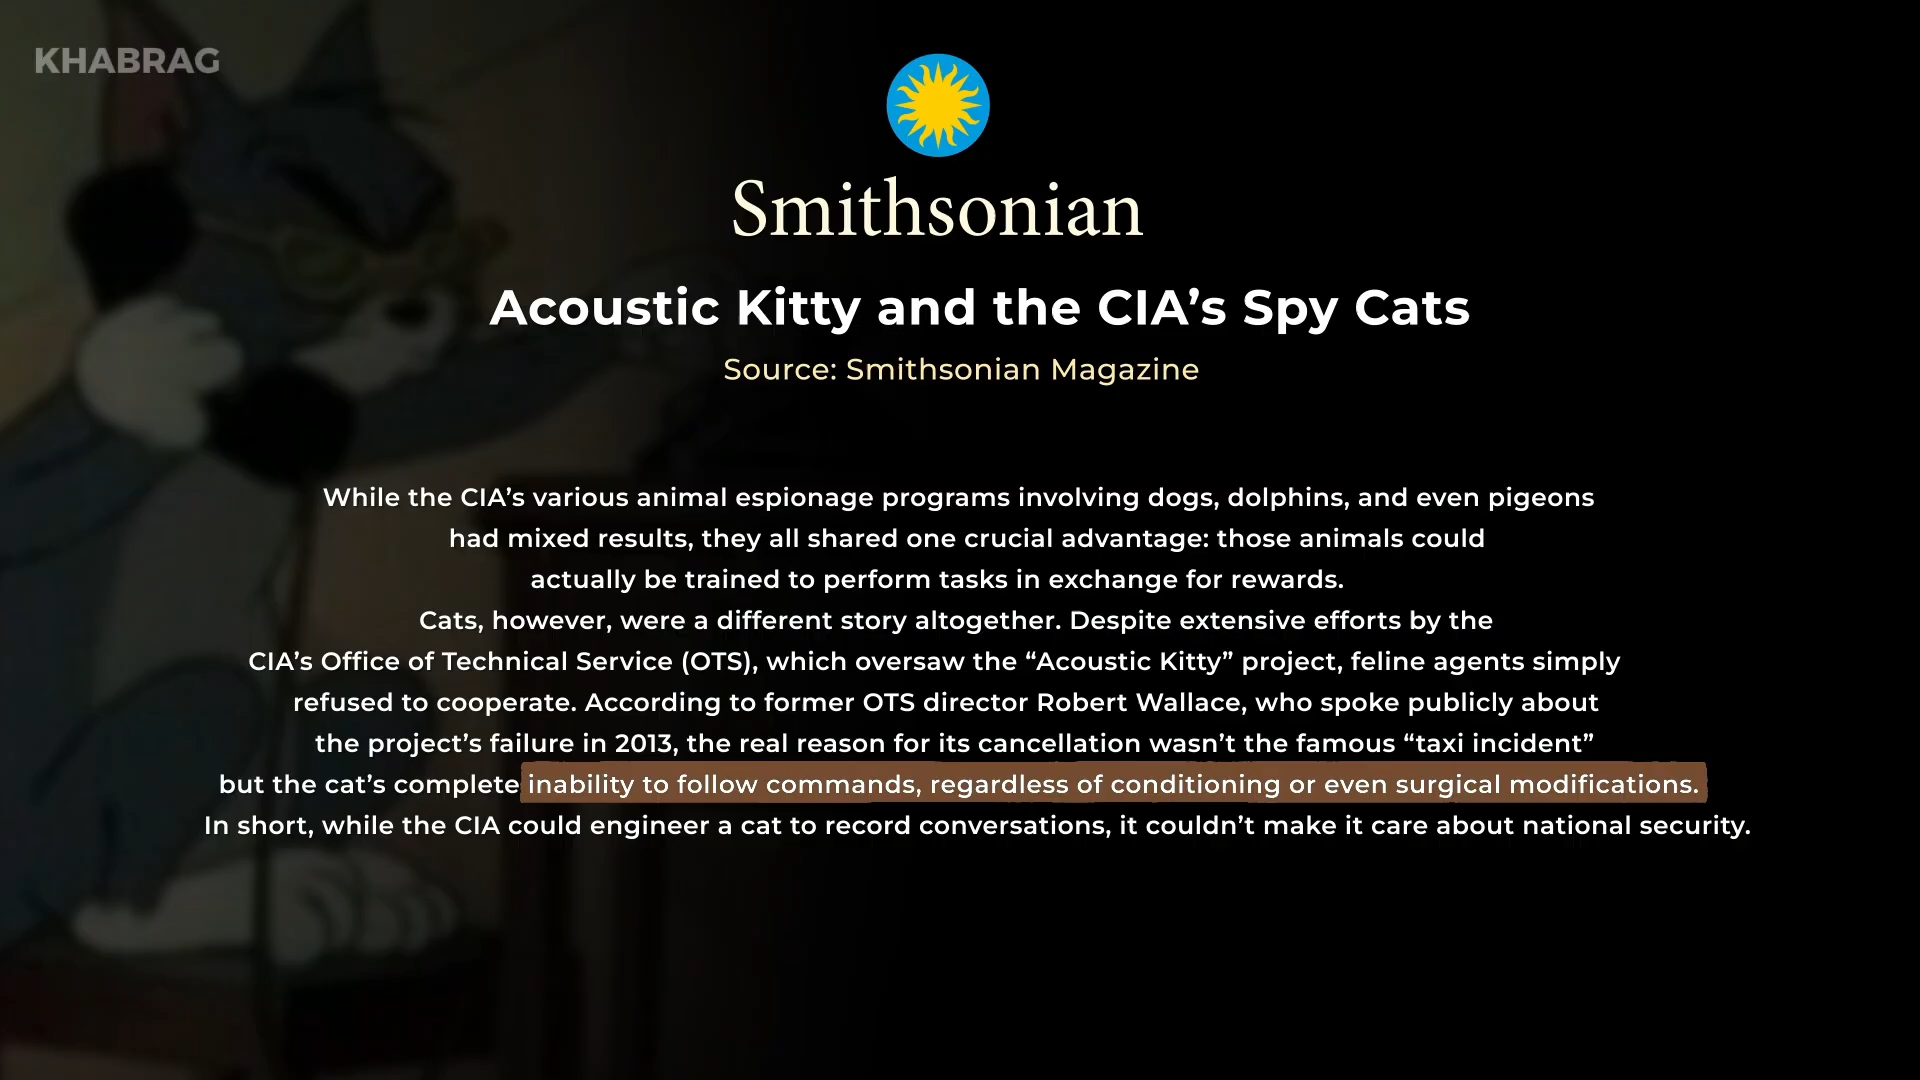 KHABRAG
Smithsonian
Acoustic Kitty and the CIA’s Spy Cats
Source: Smithsonian Magazine
While the CIA’s various animal espionage programs involving dogs, dolphins, and even pigeons
had mixed results, they all shared one crucial advantage: those animals could
actually be trained to perform tasks in exchange for rewards.
Cats, however, were a different story altogether. Despite extensive efforts by the
CIA’s Office of Technical Service (OTS), which oversaw the “Acoustic Kitty” project, feline agents simply
refused to cooperate. According to former OTS director Robert Wallace, who spoke publicly about
the project’s failure in 2013, the real reason for its cancellation wasn’t the famous “taxi incident”
but the cat’s complete inability to follow commands, regardless of conditioning or even surgical modifications.
In short, while the CIA could engineer a cat to record conversations, it couldn’t make it care about national security.